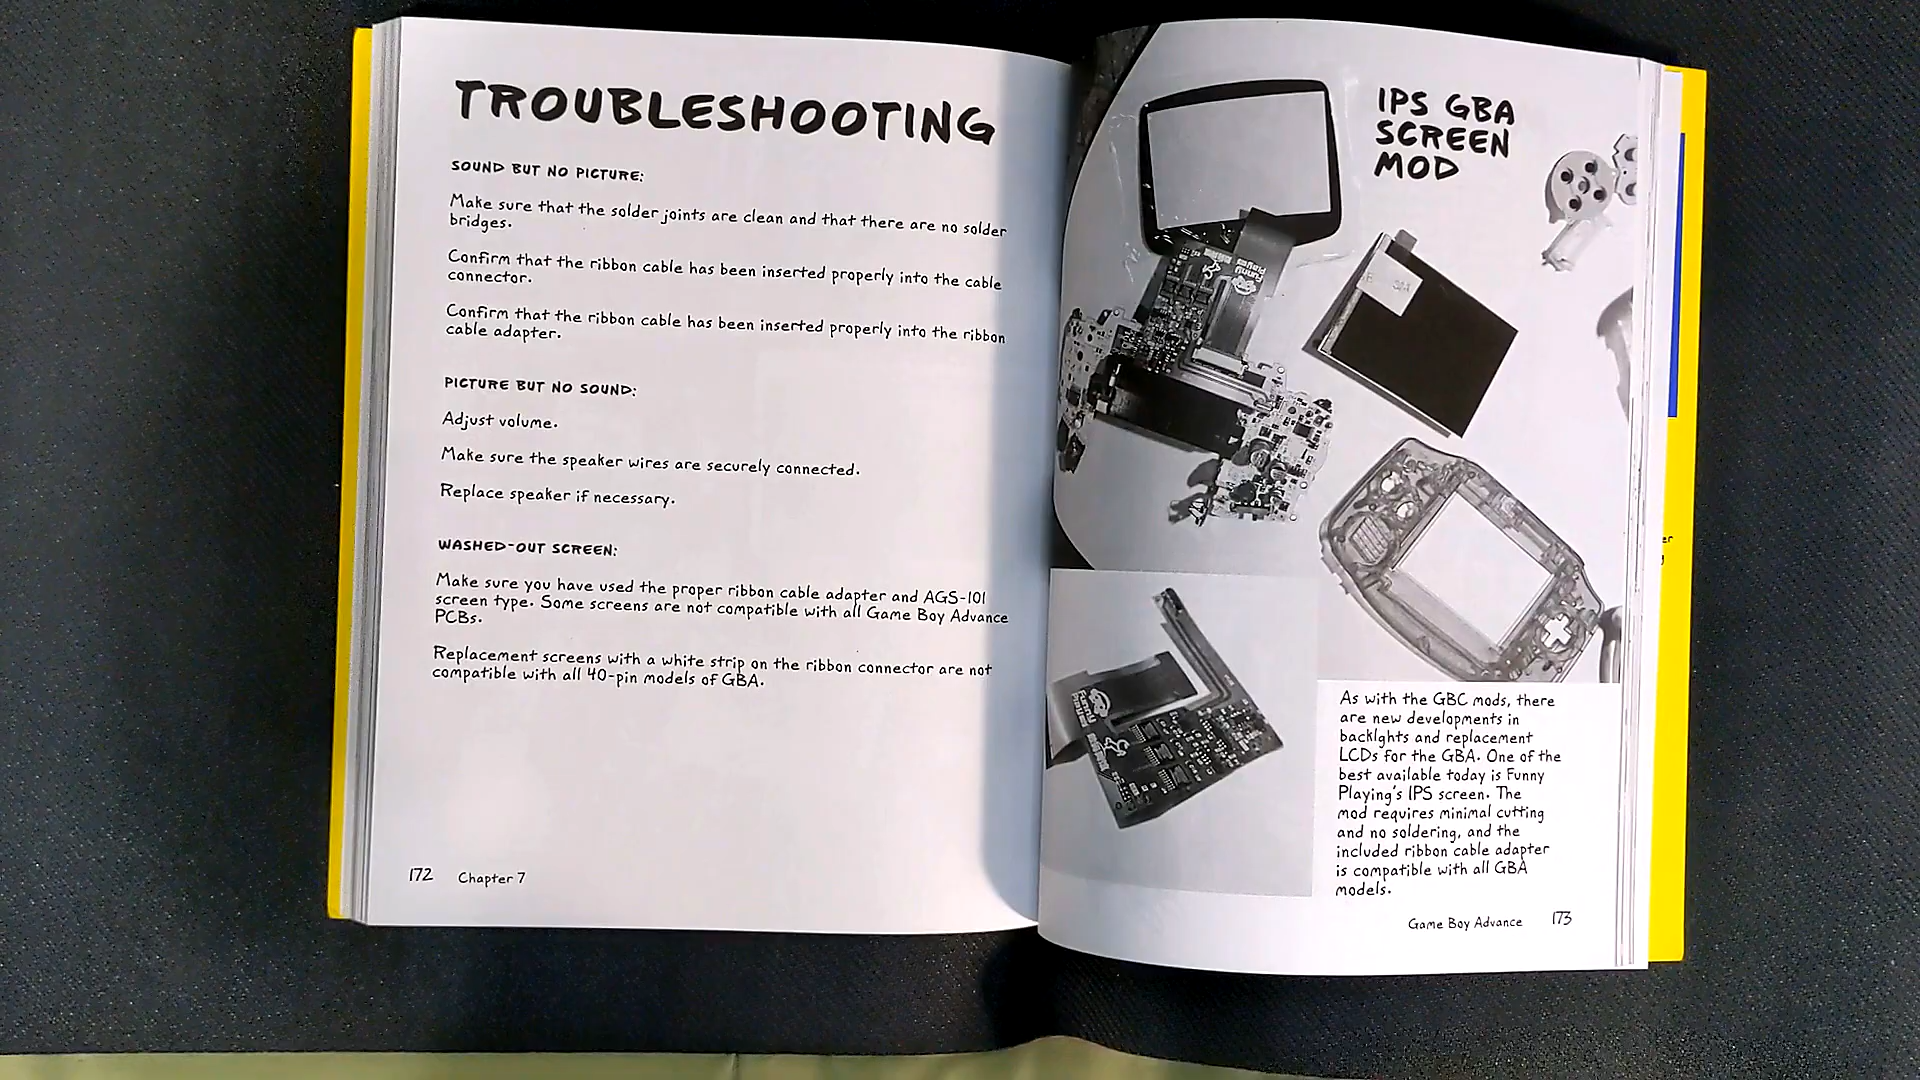 TROUBLESHOOTING
SOUND BUT NO PICTURE:
Make sure that the solder joints are clean and that there are no solder
bridges.
Confirm that the ribbon cable has been inserted properly into the cable
connector.
Confirm that the ribbon cable has been inserted properly into the ribbon
cable adapter.
PICTURE BUT NO SOUND:
Adjust volume.
Make sure the speaker wires are securely connected.
Replace speaker if necessary.
WASHED-OUT SCREEN:
Make sure you have used the proper ribbon cable adapter and AGS-101
screen type. Some screens are not compatible with all Game Boy Advance
PCBs.
Replacement screens with a white strip on the ribbon connector are not
compatible with all 40-pin models of GBA.
172 Chapter 7
IPS GBA
SCREEN
MOD
Funny
Playing
Funny
Playing
As with the GBC mods, there
are new developments in
backlghts and replacement
LCDs for the GBA. One of the
best available today is Funny
Playing's IPS screen. The
mod requires minimal cutting
and no soldering, and the
included ribbon cable adapter
is compatible with all GBA
models.
Game Boy Advance 173